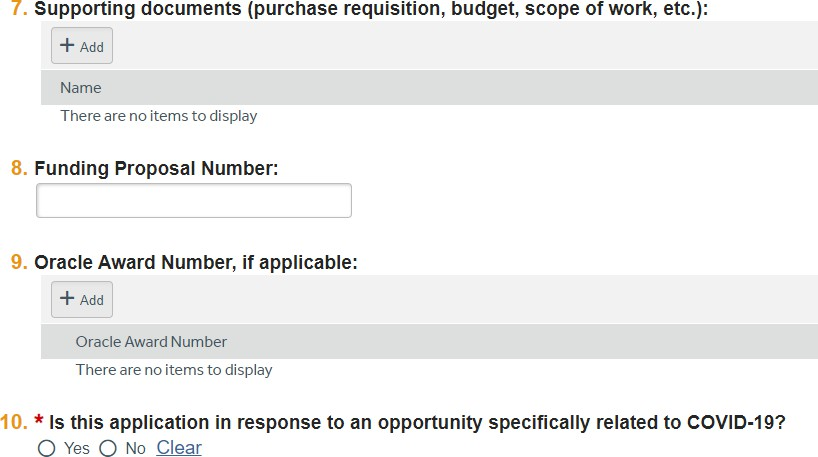 7. Supporting documents (purchase requisition, budget, scope of work, etc.):
+ Add
Name
There are no items to display
8. Funding Proposal Number:
9. Oracle Award Number, if applicable:
+ Add
Oracle Award Number
There are no items to display
10. * Is this application in response to an opportunity specifically related to COVID-19?
Yes No Clear